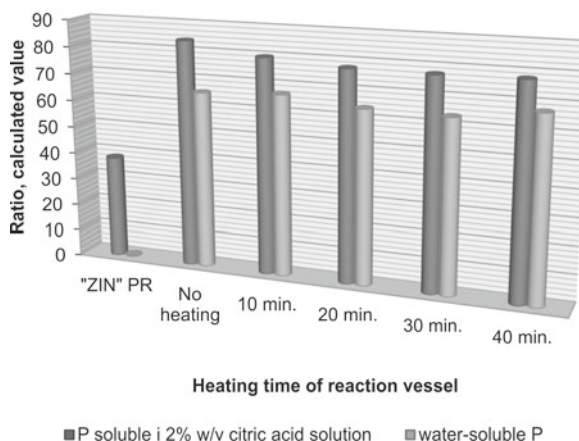 90
80
70
60
50
40
30
20
10
0
Ratio, calculated value
"ZIN" PR
No heating
10 min.
20 min.
30 min.
40 min.
Heating time of reaction vessel
P soluble i 2% w/v citric acid solution
water-soluble P